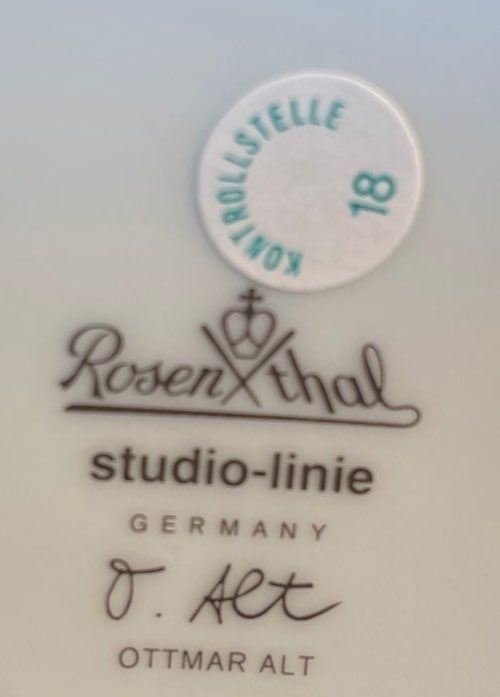 KONTROLLSTELLE
18
Rosenthal
studio-linie
GERMANY
O. Alt
OTTMAR ALT